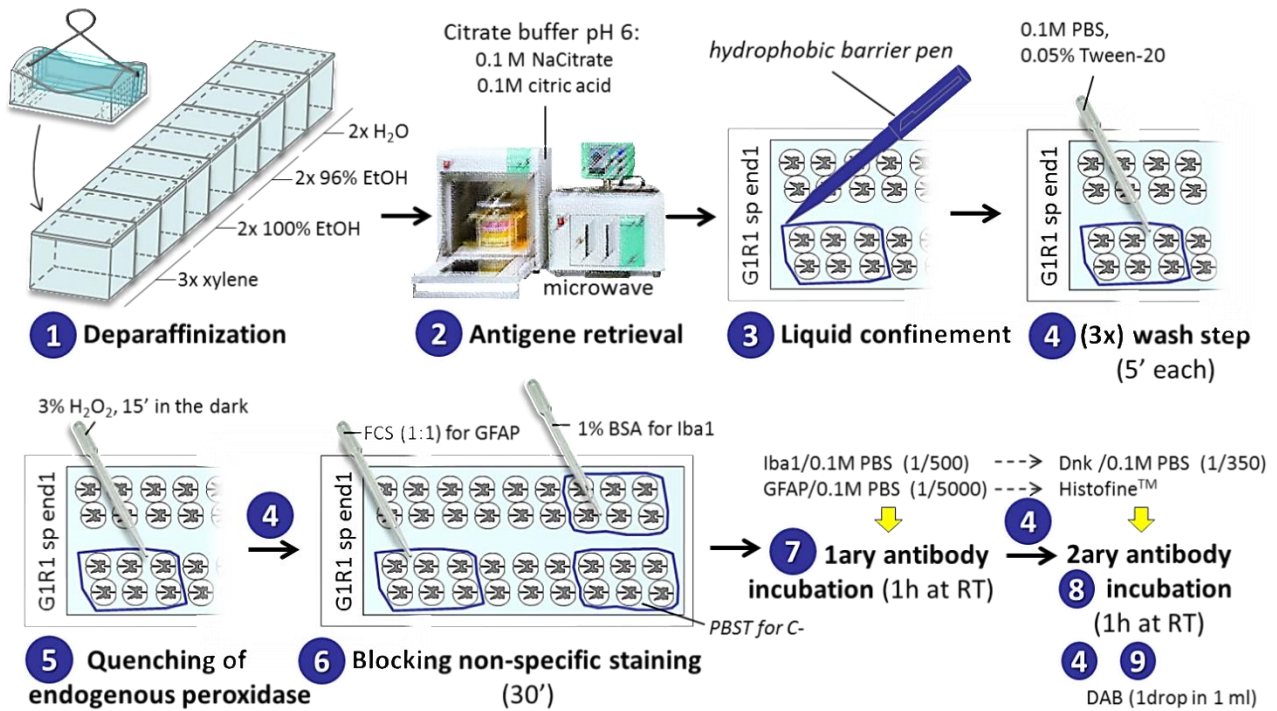 2x H₂O
2x 96% EtOH
2x 100% EtOH
3x xylene
1 Deparaffinization
Citrate buffer pH 6:
0.1 M NaCitrate
0.1M citric acid
microwave
2 Antigene retrieval
hydrophobic barrier pen
G1R1 sp end1
3 Liquid confinement
0.1M PBS,
0.05% Tween-20
G1R1 sp end1
4 (3x) wash step
(5’ each)
3% H₂O₂, 15’ in the dark
G1R1 sp end1
5 Quenching of
endogenous peroxidase
4
FCS (1:1) for GFAP
1% BSA for Iba1
G1R1 sp end1
PBST for C-
6 Blocking non-specific staining
(30’)
Iba1/0.1M PBS (1/500) Dnk /0.1M PBS (1/350)
GFAP/0.1M PBS (1/5000) Histofine™
7 1ary antibody
incubation (1h at RT)
4
2ary antibody
8 incubation
(1h at RT)
4 9
DAB (1drop in 1 ml)